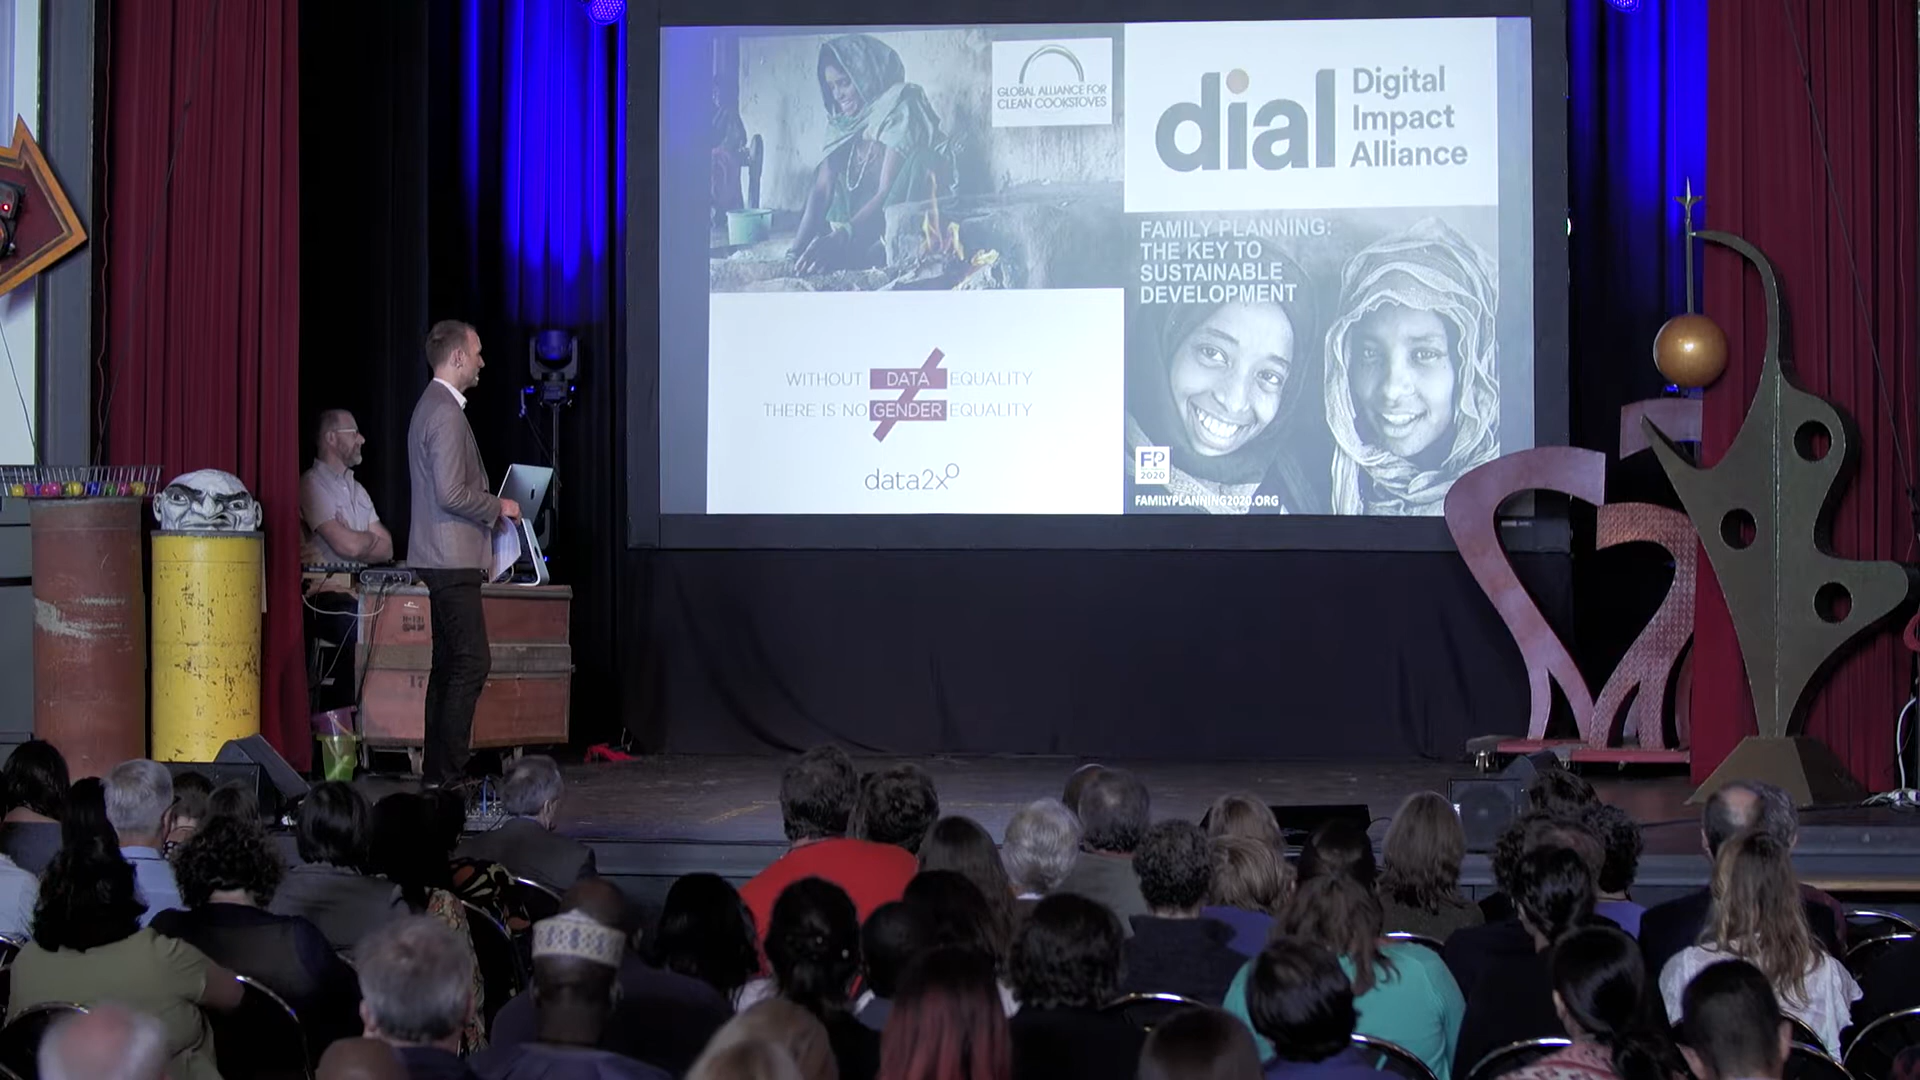 GLOBAL ALLIANCE FOR
CLEAN COOKSTOVES
dial
Digital
Impact
Alliance
WITHOUT DATA EQUALITY
THERE IS NO GENDER EQUALITY
data2x
FAMILY PLANNING:
THE KEY TO
SUSTAINABLE
DEVELOPMENT
FP
2020
FAMILYPLANNING2020.ORG
17